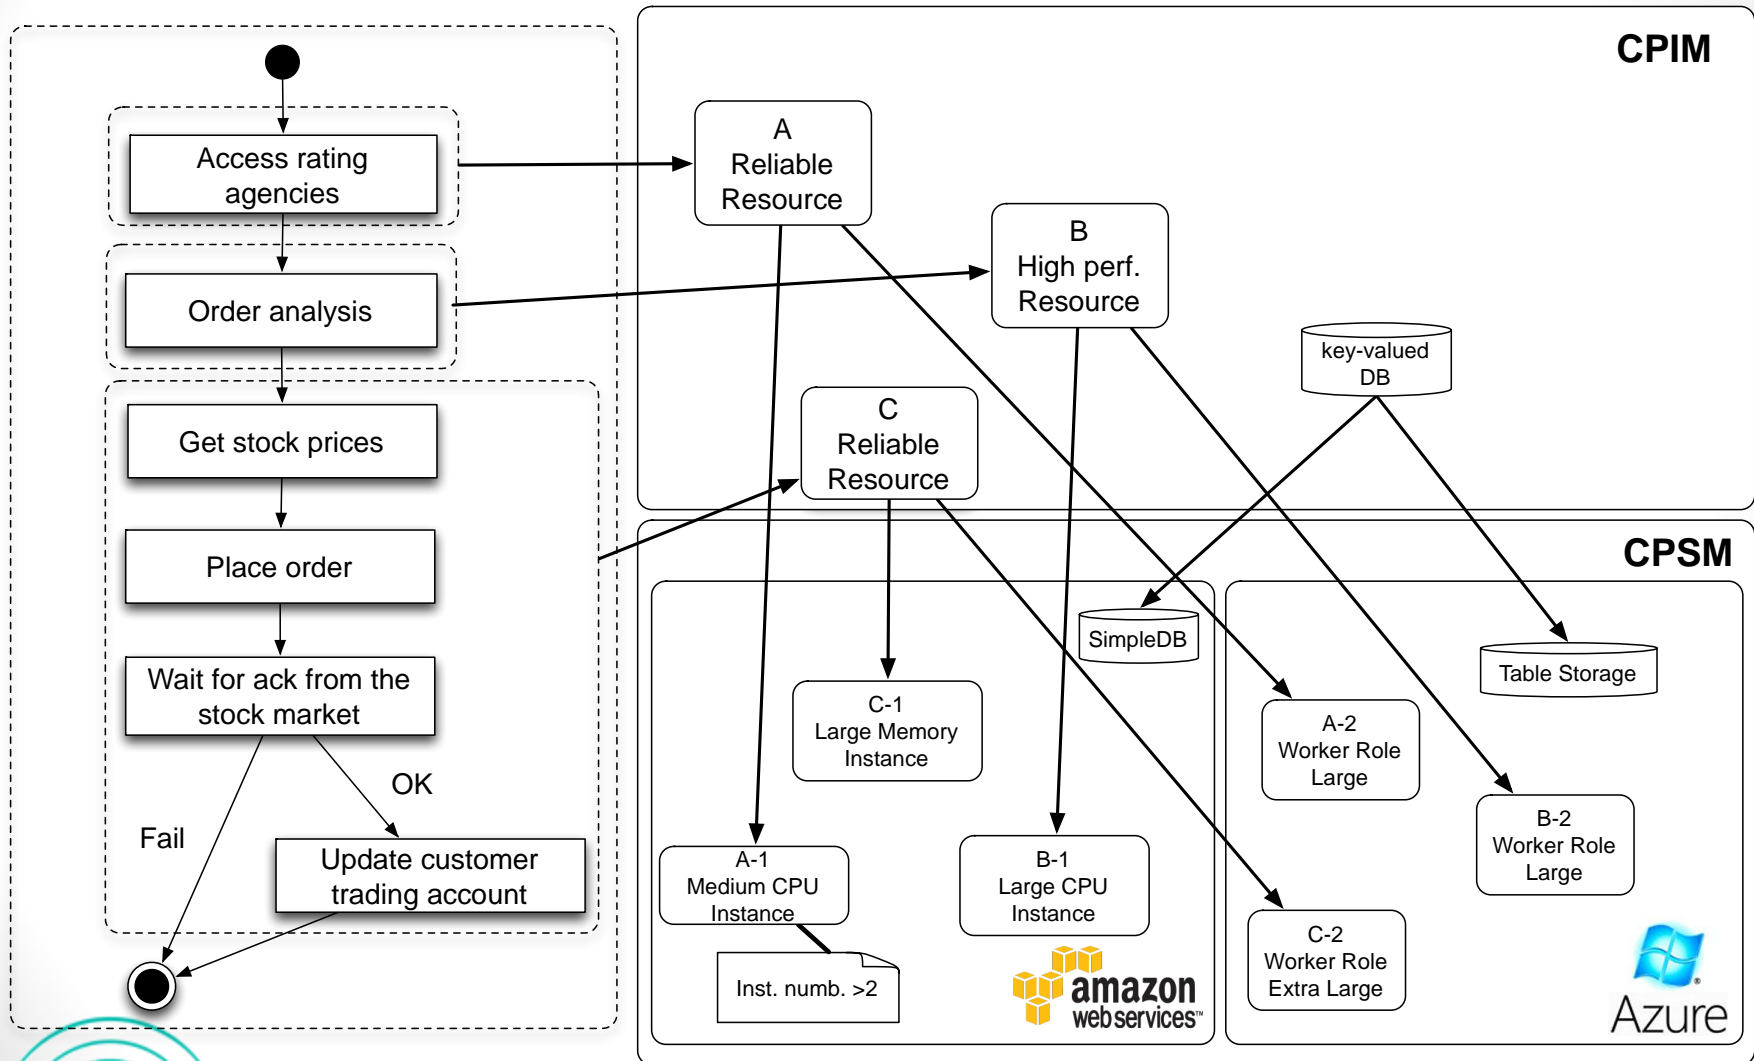 CPIM
Access rating
agencies
A
Reliable
Resource
B
High perf.
Resource
Order analysis
key-valued
DB
C
Reliable
Resource
Get stock prices
CPSM
Place order
SimpleDB
Table Storage
Wait for ack from the
stock market
C-1
Large Memory
Instance
A-2
Worker Role
Large
OK
Fail
B-2
Worker Role
Large
Update customer
trading account
A-1
Medium CPU
Instance
B-1
Large CPU
Instance
C-2
Worker Role
Extra Large
Inst. numb. >2
amazon
webservices™
Azure